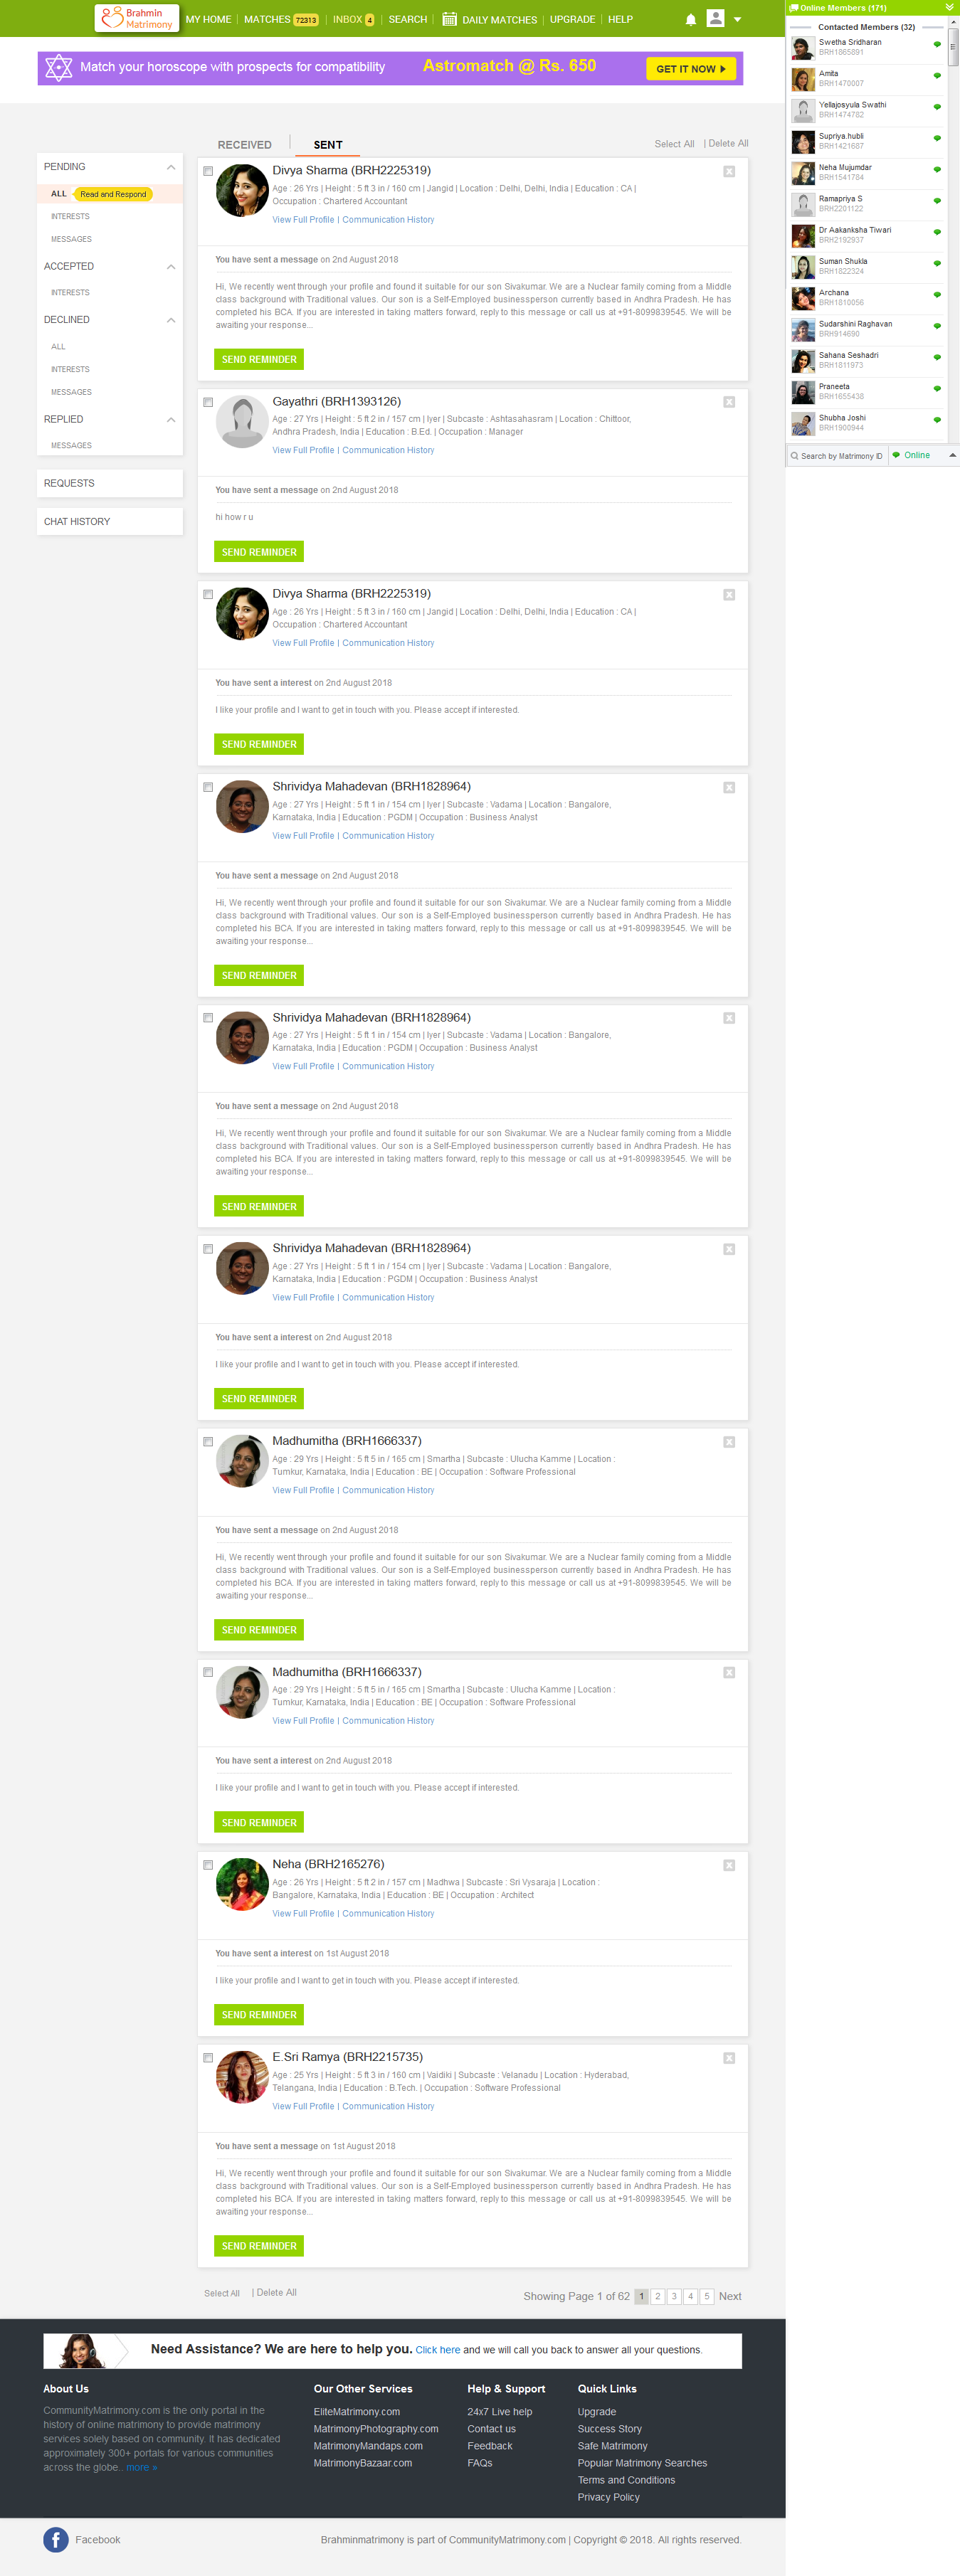 Brahmin
Matrimony
MY HOME
MATCHES 72313
INBOX 4
SEARCH
DAILY MATCHES
UPGRADE
HELP
Match your horoscope with prospects for compatibility
Astromatch @ Rs. 650
GET IT NOW
RECEIVED
SENT
Select All | Delete All
PENDING
ALL
Read and Respond
INTERESTS
MESSAGES
ACCEPTED
INTERESTS
DECLINED
ALL
INTERESTS
MESSAGES
REPLIED
MESSAGES
REQUESTS
CHAT HISTORY
Divya Sharma (BRH2225319)
Age : 26 Yrs | Height : 5 ft 3 in / 160 cm | Jangid | Location : Delhi, Delhi, India | Education : CA |
Occupation : Chartered Accountant
View Full Profile | Communication History
You have sent a message on 2nd August 2018
Hi, We recently went through your profile and found it suitable for our son Sivakumar. We are a Nuclear family coming from a Middle
class background with Traditional values. Our son is a Self-Employed businessperson currently based in Andhra Pradesh. He has
completed his BCA. If you are interested in taking matters forward, reply to this message or call us at +91-8099839545. We will be
awaiting your response...
SEND REMINDER
Gayathri (BRH1393126)
Age : 27 Yrs | Height : 5 ft 2 in / 157 cm | Iyer | Subcaste : Ashtasahasram | Location : Chittoor,
Andhra Pradesh, India | Education : B.Ed. | Occupation : Manager
View Full Profile | Communication History
You have sent a message on 2nd August 2018
hi how r u
SEND REMINDER
Divya Sharma (BRH2225319)
Age : 26 Yrs | Height : 5 ft 3 in / 160 cm | Jangid | Location : Delhi, Delhi, India | Education : CA |
Occupation : Chartered Accountant
View Full Profile | Communication History
You have sent a interest on 2nd August 2018
I like your profile and I want to get in touch with you. Please accept if interested.
SEND REMINDER
Shrividya Mahadevan (BRH1828964)
Age : 27 Yrs | Height : 5 ft 1 in / 154 cm | Iyer | Subcaste : Vadama | Location : Bangalore,
Karnataka, India | Education : PGDM | Occupation : Business Analyst
View Full Profile | Communication History
You have sent a message on 2nd August 2018
Hi, We recently went through your profile and found it suitable for our son Sivakumar. We are a Nuclear family coming from a Middle
class background with Traditional values. Our son is a Self-Employed businessperson currently based in Andhra Pradesh. He has
completed his BCA. If you are interested in taking matters forward, reply to this message or call us at +91-8099839545. We will be
awaiting your response...
SEND REMINDER
Shrividya Mahadevan (BRH1828964)
Age : 27 Yrs | Height : 5 ft 1 in / 154 cm | Iyer | Subcaste : Vadama | Location : Bangalore,
Karnataka, India | Education : PGDM | Occupation : Business Analyst
View Full Profile | Communication History
You have sent a message on 2nd August 2018
Hi, We recently went through your profile and found it suitable for our son Sivakumar. We are a Nuclear family coming from a Middle
class background with Traditional values. Our son is a Self-Employed businessperson currently based in Andhra Pradesh. He has
completed his BCA. If you are interested in taking matters forward, reply to this message or call us at +91-8099839545. We will be
awaiting your response...
SEND REMINDER
Shrividya Mahadevan (BRH1828964)
Age : 27 Yrs | Height : 5 ft 1 in / 154 cm | Iyer | Subcaste : Vadama | Location : Bangalore,
Karnataka, India | Education : PGDM | Occupation : Business Analyst
View Full Profile | Communication History
You have sent a interest on 2nd August 2018
I like your profile and I want to get in touch with you. Please accept if interested.
SEND REMINDER
Madhumitha (BRH1666337)
Age : 29 Yrs | Height : 5 ft 5 in / 165 cm | Smartha | Subcaste : Ulucha Kamme | Location :
Tumkur, Karnataka, India | Education : BE | Occupation : Software Professional
View Full Profile | Communication History
You have sent a message on 2nd August 2018
Hi, We recently went through your profile and found it suitable for our son Sivakumar. We are a Nuclear family coming from a Middle
class background with Traditional values. Our son is a Self-Employed businessperson currently based in Andhra Pradesh. He has
completed his BCA. If you are interested in taking matters forward, reply to this message or call us at +91-8099839545. We will be
awaiting your response...
SEND REMINDER
Madhumitha (BRH1666337)
Age : 29 Yrs | Height : 5 ft 5 in / 165 cm | Smartha | Subcaste : Ulucha Kamme | Location :
Tumkur, Karnataka, India | Education : BE | Occupation : Software Professional
View Full Profile | Communication History
You have sent a interest on 2nd August 2018
I like your profile and I want to get in touch with you. Please accept if interested.
SEND REMINDER
Neha (BRH2165276)
Age : 26 Yrs | Height : 5 ft 2 in / 157 cm | Madhwa | Subcaste : Sri Vysaraja | Location :
Bangalore, Karnataka, India | Education : BE | Occupation : Architect
View Full Profile | Communication History
You have sent a interest on 1st August 2018
I like your profile and I want to get in touch with you. Please accept if interested.
SEND REMINDER
E.Sri Ramya (BRH2215735)
Age : 25 Yrs | Height : 5 ft 3 in / 160 cm | Vaidiki | Subcaste : Velanadu | Location : Hyderabad,
Telangana, India | Education : B.Tech. | Occupation : Software Professional
View Full Profile | Communication History
You have sent a message on 1st August 2018
Hi, We recently went through your profile and found it suitable for our son Sivakumar. We are a Nuclear family coming from a Middle
class background with Traditional values. Our son is a Self-Employed businessperson currently based in Andhra Pradesh. He has
completed his BCA. If you are interested in taking matters forward, reply to this message or call us at +91-8099839545. We will be
awaiting your response...
SEND REMINDER
Select All | Delete All
Showing Page 1 of 62 1 2 3 4 5 Next
Online Members (171)
Contacted Members (32)
Swetha Sridharan
BRH1865891
Amita
BRH1470007
Yellajosyula Swathi
BRH1474782
Supriya.hubli
BRH1421687
Neha Mujumdar
BRH1541784
Ramapriya S
BRH2201122
Dr Aakanksha Tiwari
BRH2192937
Suman Shukla
BRH1822324
Archana
BRH1810056
Sudarshini Raghavan
BRH914690
Sahana Seshadri
BRH1811973
Praneeta
BRH1655438
Shubha Joshi
BRH1900944
Search by Matrimony ID
Online
Need Assistance? We are here to help you. Click here and we will call you back to answer all your questions.
About Us
CommunityMatrimony.com is the only portal in the
history of online matrimony to provide matrimony
services solely based on community. It has dedicated
approximately 300+ portals for various communities
across the globe.. more »
Our Other Services
EliteMatrimony.com
MatrimonyPhotography.com
MatrimonyMandaps.com
MatrimonyBazaar.com
Help & Support
24x7 Live help
Contact us
Feedback
FAQs
Quick Links
Upgrade
Success Story
Safe Matrimony
Popular Matrimony Searches
Terms and Conditions
Privacy Policy
f
Facebook
Brahminmatrimony is part of CommunityMatrimony.com | Copyright © 2018. All rights reserved.